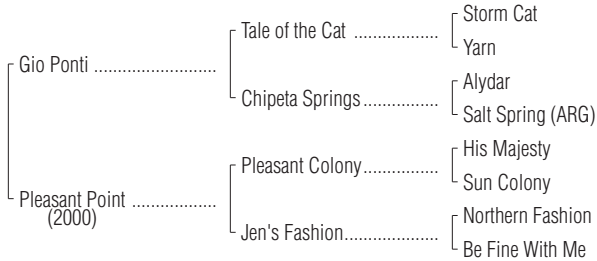 Storm Cat
Tale of the Cat ..................
Yarn
Gio Ponti ..........................
Alydar
Chipeta Springs................
Salt Spring (ARG)
His Majesty
Pleasant Colony................
Sun Colony
Pleasant Point ..................
(2000)
Northern Fashion
Jen's Fashion....................
Be Fine With Me